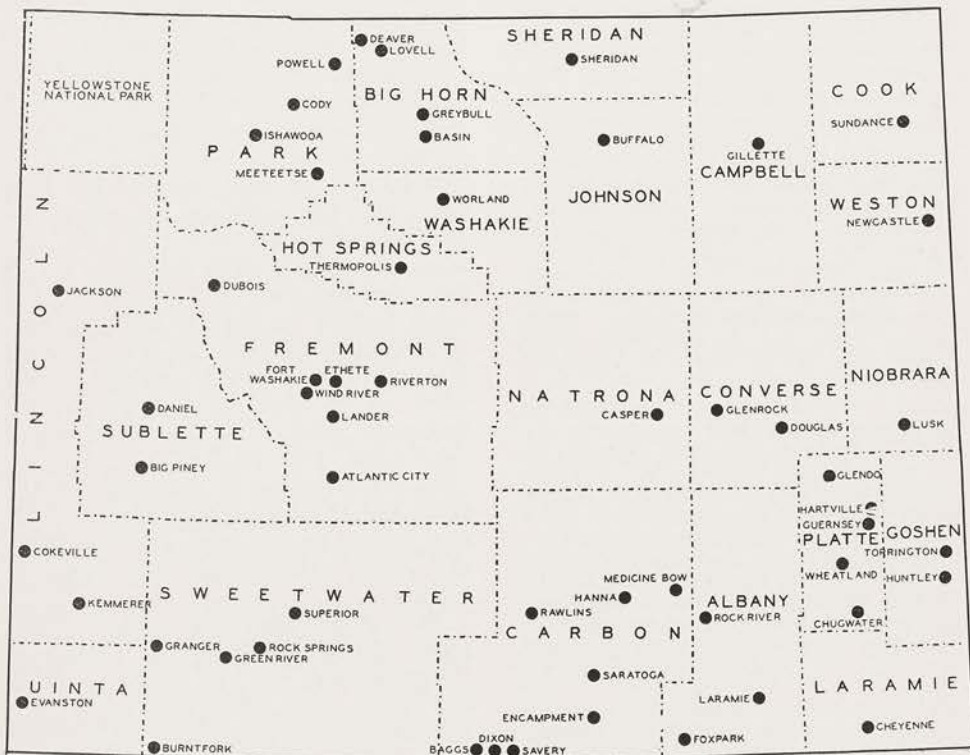 DEAVER
LOVELL
SHERIDAN
POWELL
SHERIDAN
YELLOWSTONE
NATIONAL PARK
BIG HORN
COOK
CODY
GREYBULL
SUNDANCE
ISHAWOOA
BASIN
BUFFALO
GILLETTE
PARK
CAMPBELL
MEETEETSE
WORLAND
JOHNSON
WESTON
WASHAKIE
NEWCASTLE
HOT SPRINGS
THERMOPOLIS
LINCOLN
JACKSON
DUBOIS
FREMONT
FORT
WASHAKIE
ETHETE
RIVERTON
WIND RIVER
NATRONA
CONVERSE
NIOBRARA
DANIEL
LANDER
CASPER
GLENROCK
DOUGLAS
LUSK
SUBLETTE
BIG PINEY
ATLANTIC CITY
GLENDO
HARTVILLE
GUERNSEY
PLATTE
GOSHEN
COKEVILLE
TORRINGTON
WHEATLAND
HUNTLEY
MEDICINE BOW
HANNA
KEMMERER
SWEETWATER
SUPERIOR
RAWLINS
ALBANY
ROCK RIVER
CHUGWATER
CARBON
GRANGER
ROCK SPRINGS
GREEN RIVER
SARATOGA
UINTA
EVANSTON
LARAMIE
LARAMIE
ENCAMPMENT
CHEYENNE
BURNTFORK
DIXON
BAGGS
SAVERY
FOXPARK